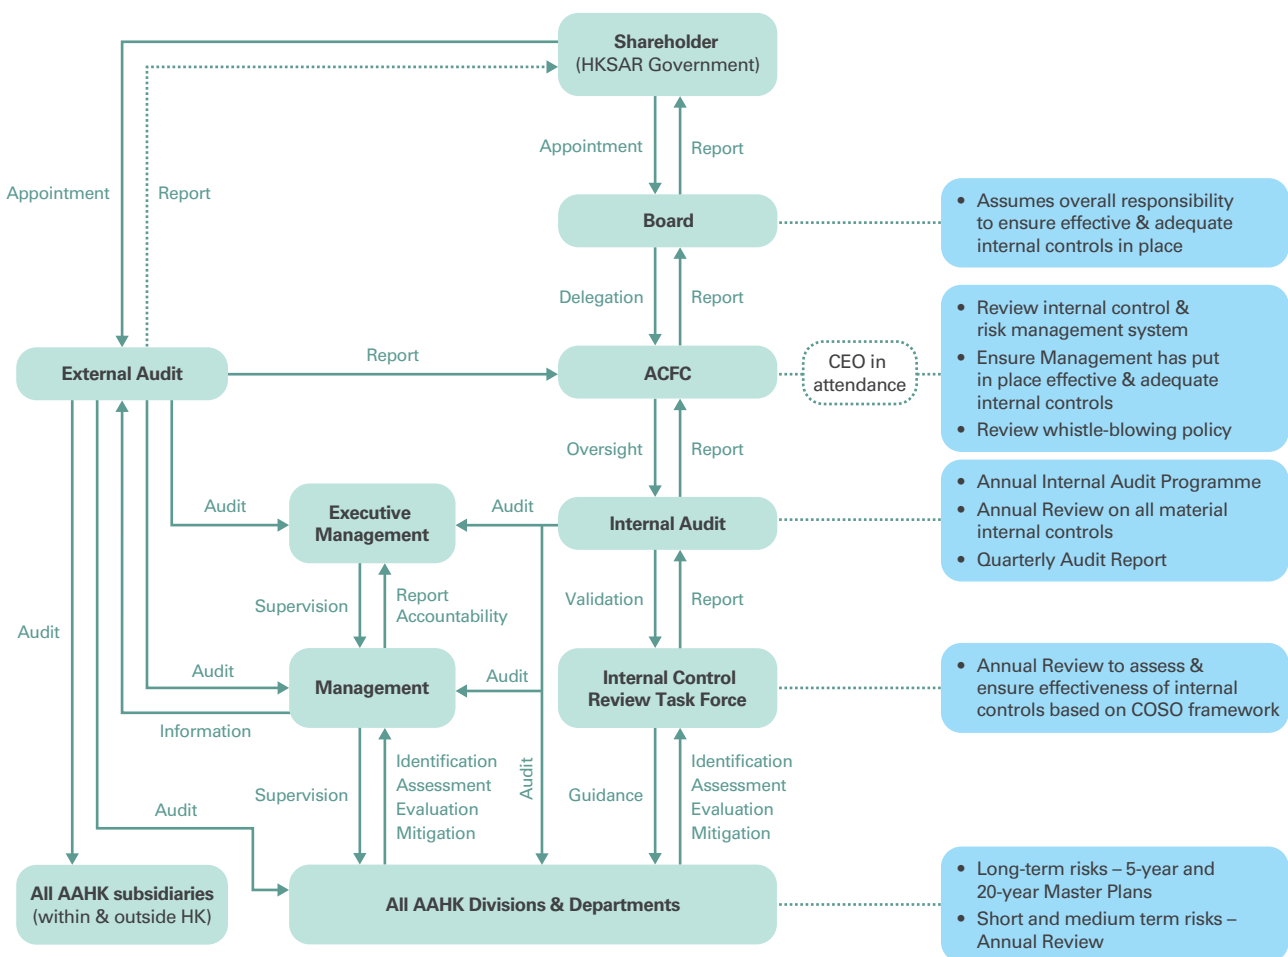 Shareholder
(HKSAR Government)
Appointment
Report
Appointment
Report
Board
• Assumes overall responsibility
to ensure effective & adequate
internal controls in place
Delegation
Report
External Audit
Report
ACFC
CEO in
attendance
• Review internal control &
risk management system
• Ensure Management has put
in place effective & adequate
internal controls
• Review whistle-blowing policy
Oversight
Report
Audit
Executive
Management
Audit
Internal Audit
• Annual Internal Audit Programme
• Annual Review on all material
internal controls
• Quarterly Audit Report
Supervision
Report
Accountability
Validation
Report
Audit
Audit
Management
Audit
Internal Control
Review Task Force
• Annual Review to assess &
ensure effectiveness of internal
controls based on COSO framework
Information
Supervision
Identification
Assessment
Evaluation
Mitigation
Audit
Guidance
Identification
Assessment
Evaluation
Mitigation
Audit
All AAHK subsidiaries
(within & outside HK)
All AAHK Divisions & Departments
• Long-term risks – 5-year and
20-year Master Plans
• Short and medium term risks –
Annual Review